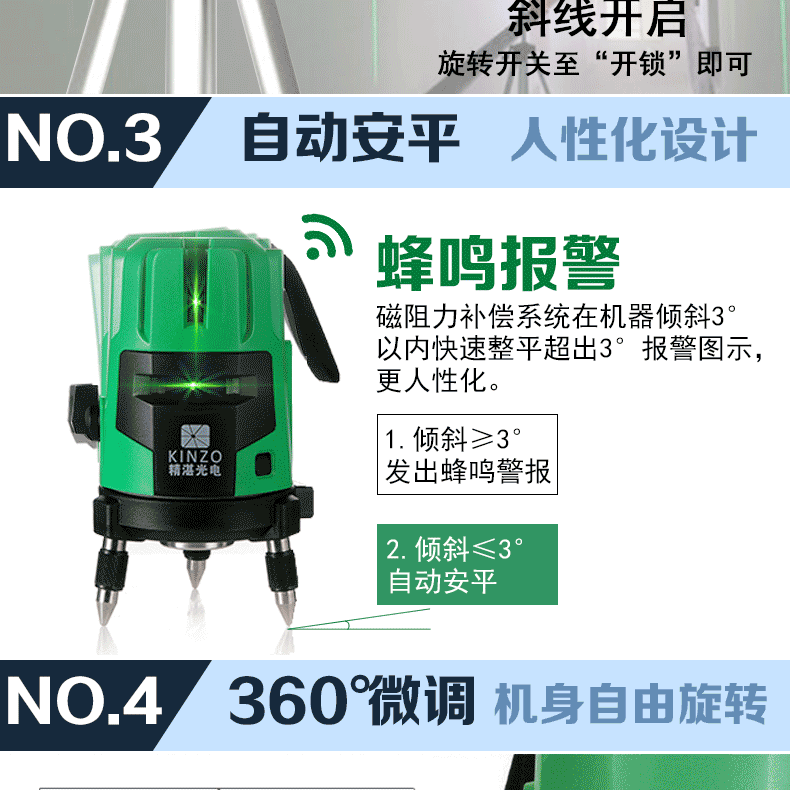 斜线开启
旋转开关至“开锁”即可
NO.3 自动安平 人性化设计
蜂鸣报警
磁阻力补偿系统在机器倾斜3°
以内快速整平超出3°报警图示，
更人性化。
KINZO
精湛光电
1.倾斜≥3°
发出蜂鸣警报
2.倾斜≤3°
自动安平
NO.4 360°微调 机身自由旋转